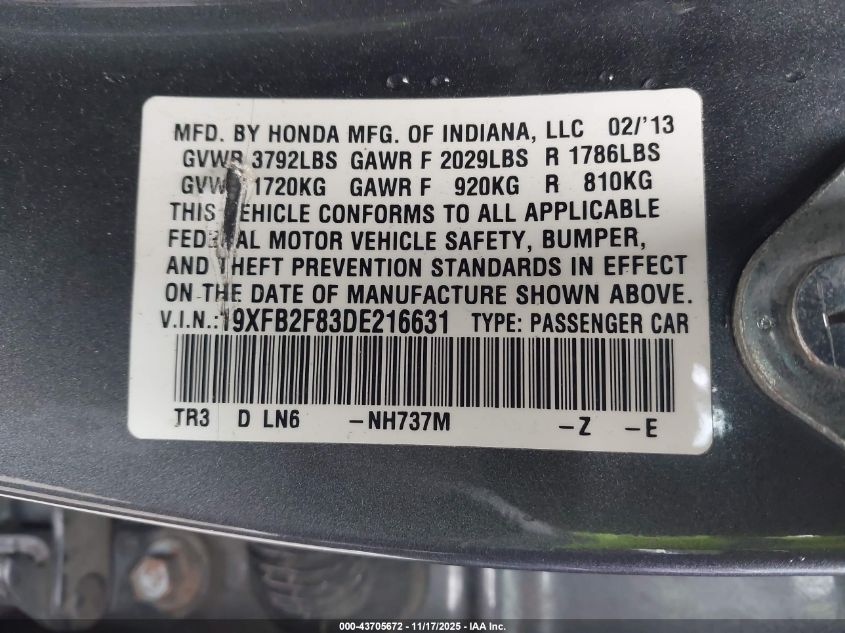 MFD. BY HONDA MFG. OF INDIANA, LLC 02/'13
GVWR 3792LBS GAWR F 2029LBS R 1786LBS
GVWR 1720KG GAWR F 920KG R 810KG
THIS VEHICLE CONFORMS TO ALL APPLICABLE
FEDERAL MOTOR VEHICLE SAFETY, BUMPER,
AND THEFT PREVENTION STANDARDS IN EFFECT
ON THE DATE OF MANUFACTURE SHOWN ABOVE.
V.I.N.:19XFB2F83DE216631 TYPE: PASSENGER CAR
TR3 D LN6 -NH737M -Z -E
000-43705672 - 11/17/2025 - IAA Inc.